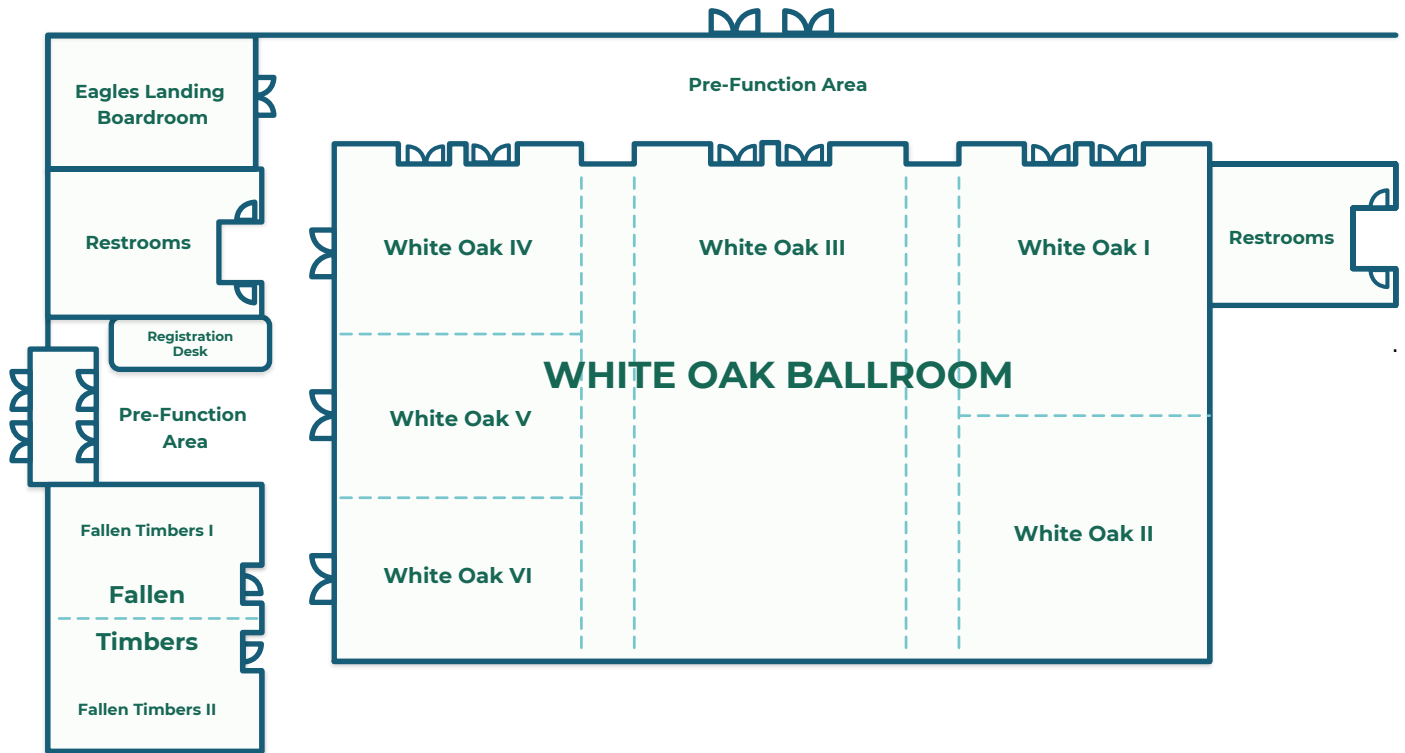 Pre-Function Area
Eagles Landing
Boardroom
Restrooms
White Oak IV
White Oak III
White Oak I
Restrooms
Registration
Desk
WHITE OAK BALLROOM
Pre-Function
Area
White Oak V
Fallen Timbers I
White Oak II
White Oak VI
Fallen
Timbers
Fallen Timbers II
.